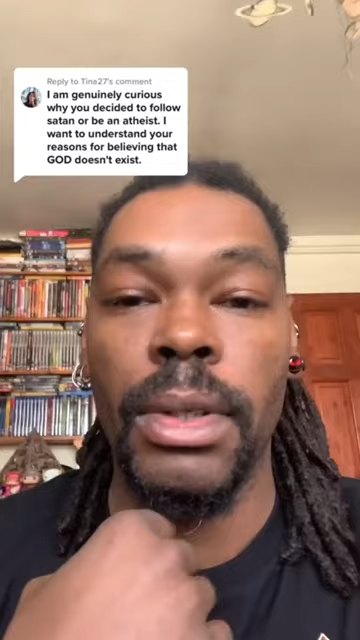 Reply to Tina27's comment
I am genuinely curious
why you decided to follow
satan or be an atheist. I
want to understand your
reasons for believing that
GOD doesn't exist.